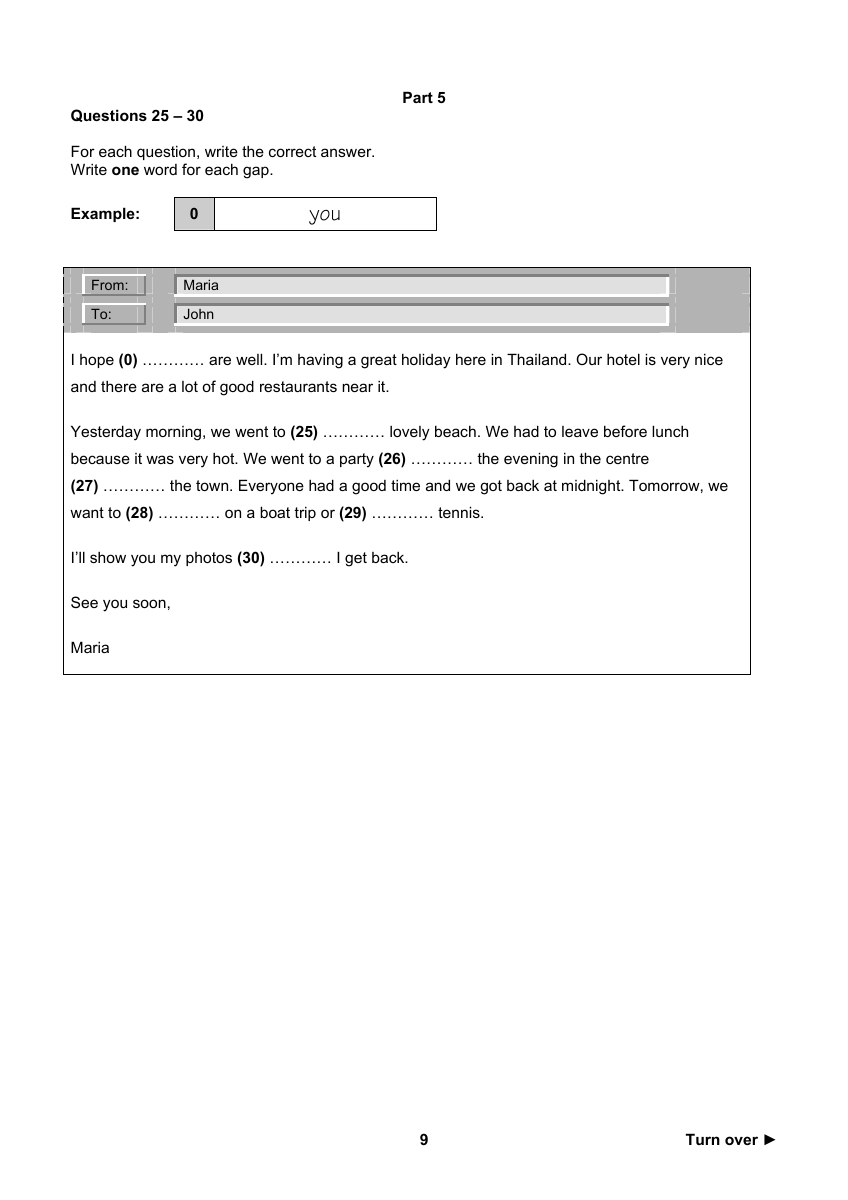 Part 5
Questions 25 – 30
For each question, write the correct answer.
Write one word for each gap.
Example: 0 you
From: Maria
To: John
I hope (0) ………… are well. I’m having a great holiday here in Thailand. Our hotel is very nice
and there are a lot of good restaurants near it.
Yesterday morning, we went to (25) ………… lovely beach. We had to leave before lunch
because it was very hot. We went to a party (26) ………… the evening in the centre
(27) ………… the town. Everyone had a good time and we got back at midnight. Tomorrow, we
want to (28) ………… on a boat trip or (29) ………… tennis.
I’ll show you my photos (30) ………… I get back.
See you soon,
Maria
9 Turn over ►